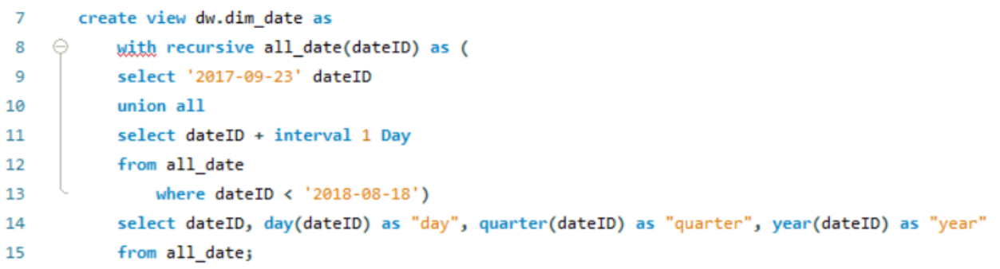 7 create view dw.dim_date as
8 with recursive all_date(dateID) as (
9 select '2017-09-23' dateID
10 union all
11 select dateID + interval 1 Day
12 from all_date
13 where dateID < '2018-08-18')
14 select dateID, day(dateID) as "day", quarter(dateID) as "quarter", year(dateID) as "year"
15 from all_date;